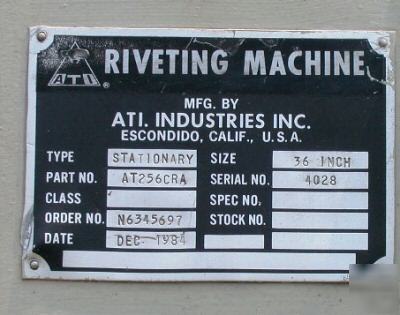 ATI ® RIVETING MACHINE
MFG. BY
ATI. INDUSTRIES INC.
ESCONDIDO, CALIF., U.S.A.
TYPE STATIONARY SIZE 36 INCH
PART NO. AT256CRA SERIAL NO. 4028
CLASS SPEC NO.
ORDER NO. N6345697 STOCK NO.
DATE DEC. 1984